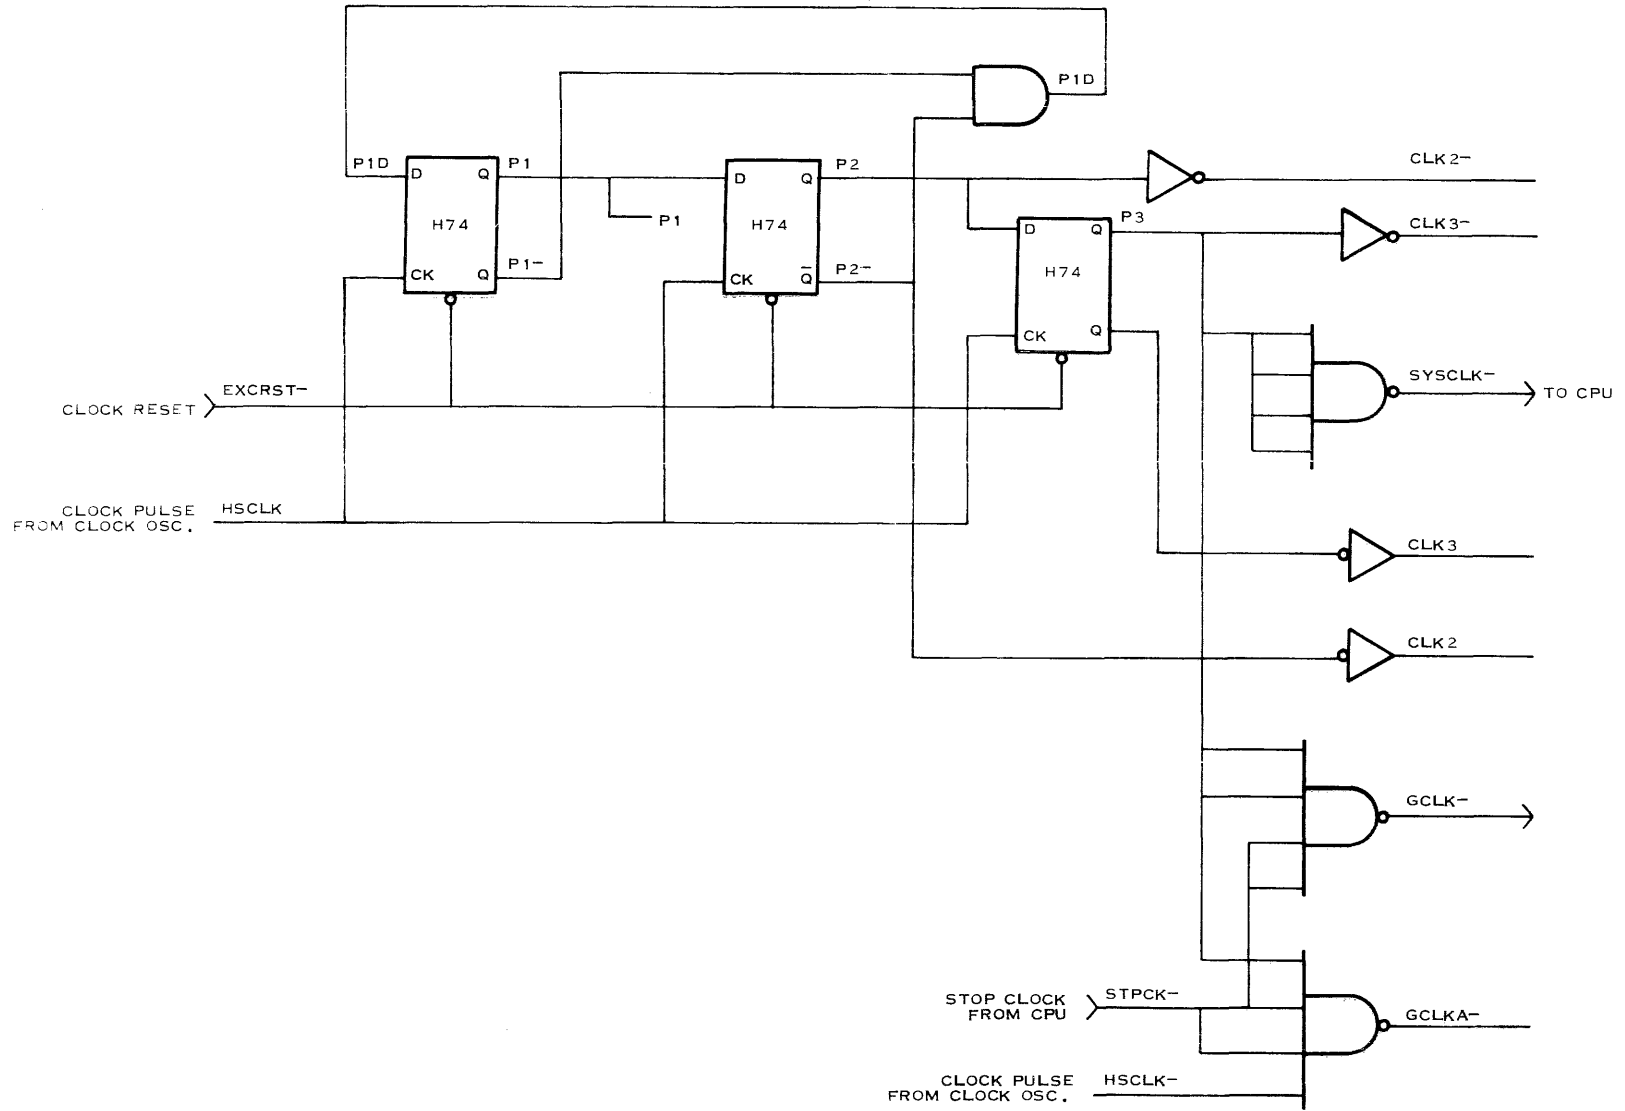 P1D
P1D
D
Q
P1
H74
CK
Q
P1-
P1
D
Q
P2
H74
CK
Q̅
P2-
D
Q
P3
H74
CK
Q
CLK2-
CLK3-
SYSCLK-
TO CPU
CLOCK RESET
EXCRST-
CLOCK PULSE
FROM CLOCK OSC.
HSCLK
CLK3
CLK2
GCLK-
STOP CLOCK
FROM CPU
STPCK-
GCLKA-
CLOCK PULSE
FROM CLOCK OSC.
HSCLK-